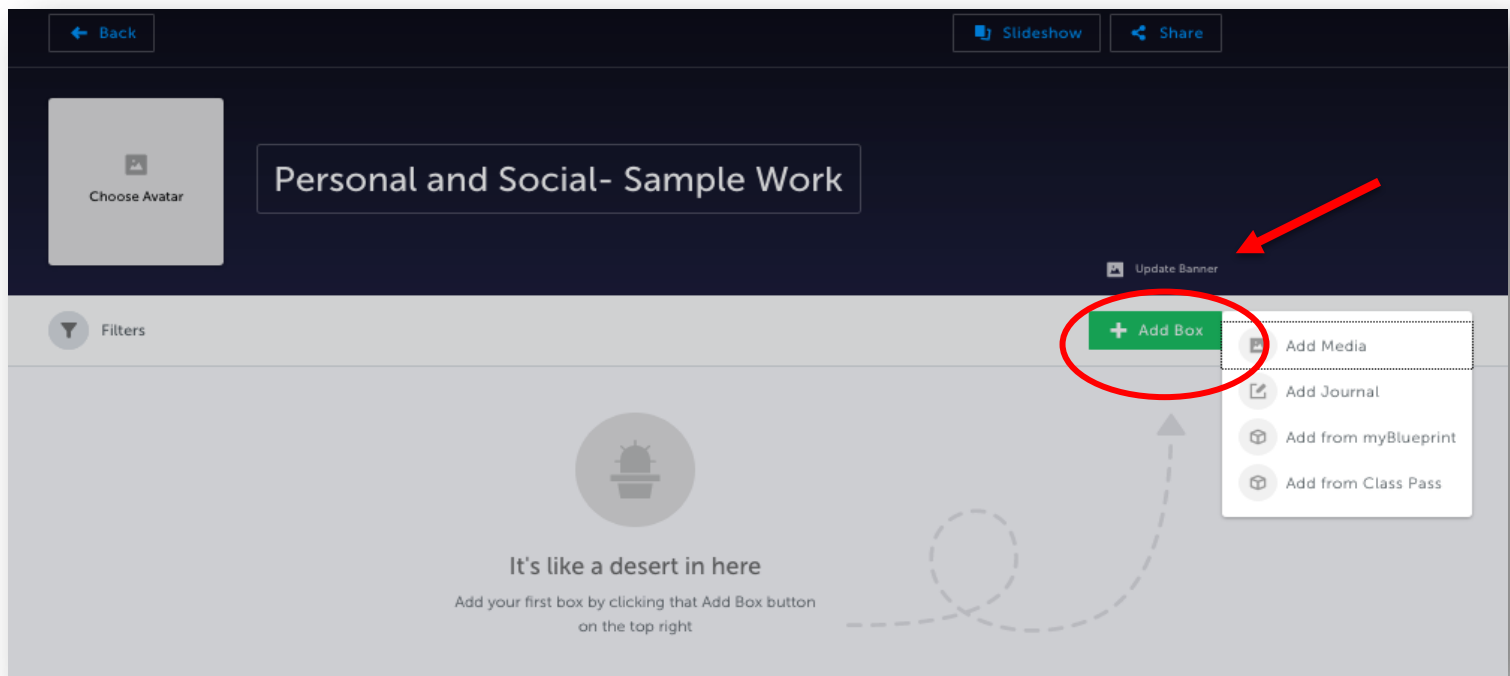 Back
Slideshow
Share
Choose Avatar
Personal and Social- Sample Work
Update Banner
Filters
Add Box
Add Media
Add Journal
Add from myBlueprint
Add from Class Pass
It's like a desert in here
Add your first box by clicking that Add Box button
on the top right